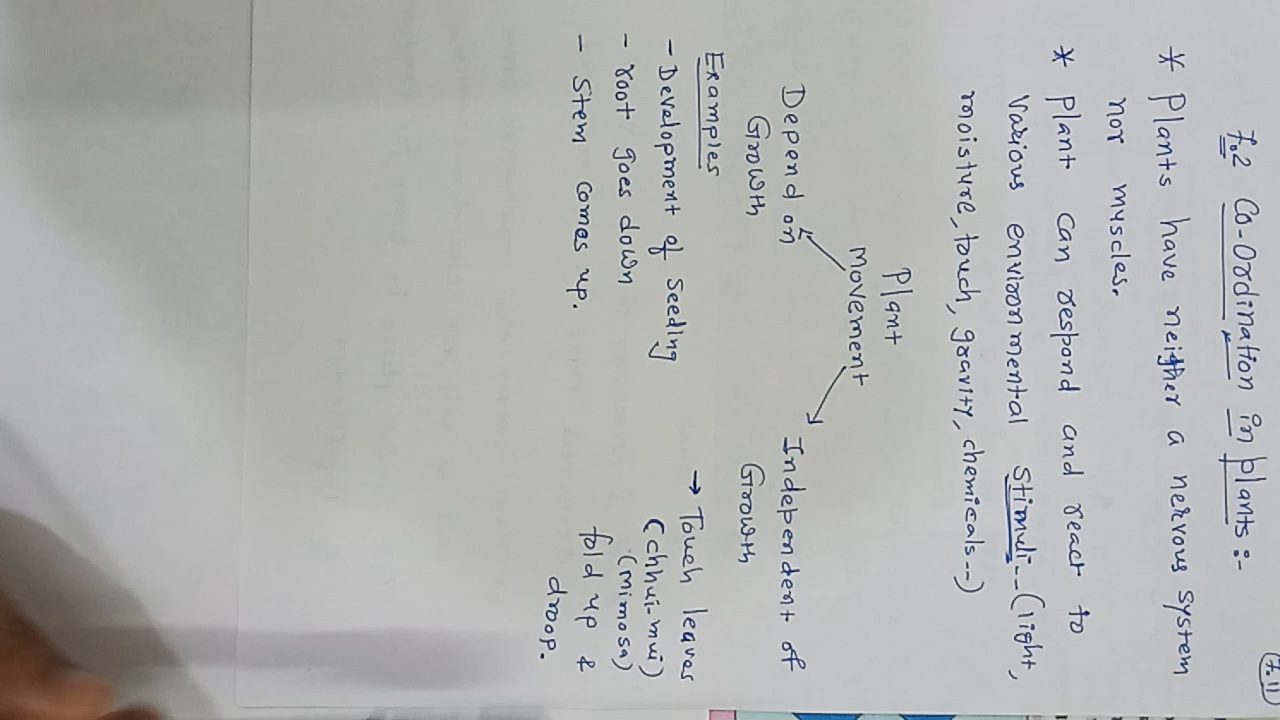 7.11
7.2 Co-Ordination in plants :-
* Plants have neither a nervous system
nor muscles.
* plant can respond and react to
various environmental stimuli-- (light,
moisture, touch, gravity, chemicals--)
Plant
Movement
Depend on
Growth
Independent of
Growth
Examples
- Development of seeding
- root goes down
- Stem comes up.
→ Touch leaves
(chhui-mui)
(mimosa)
fold up &
droop.